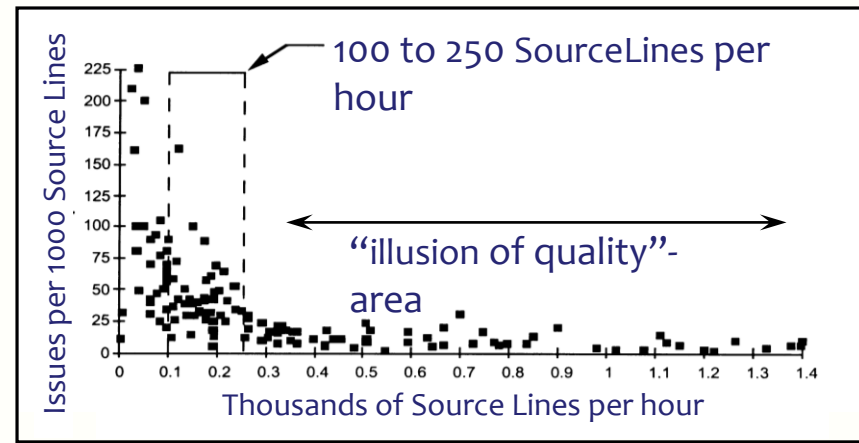 100 to 250 SourceLines per
hour
Issues per 1000 Source Lines
225
200
175
150
125
100
75
50
25
0
“illusion of quality”-
area
0 0.1 0.2 0.3 0.4 0.5 0.6 0.7 0.8 0.9 1 1.1 1.2 1.3 1.4
Thousands of Source Lines per hour